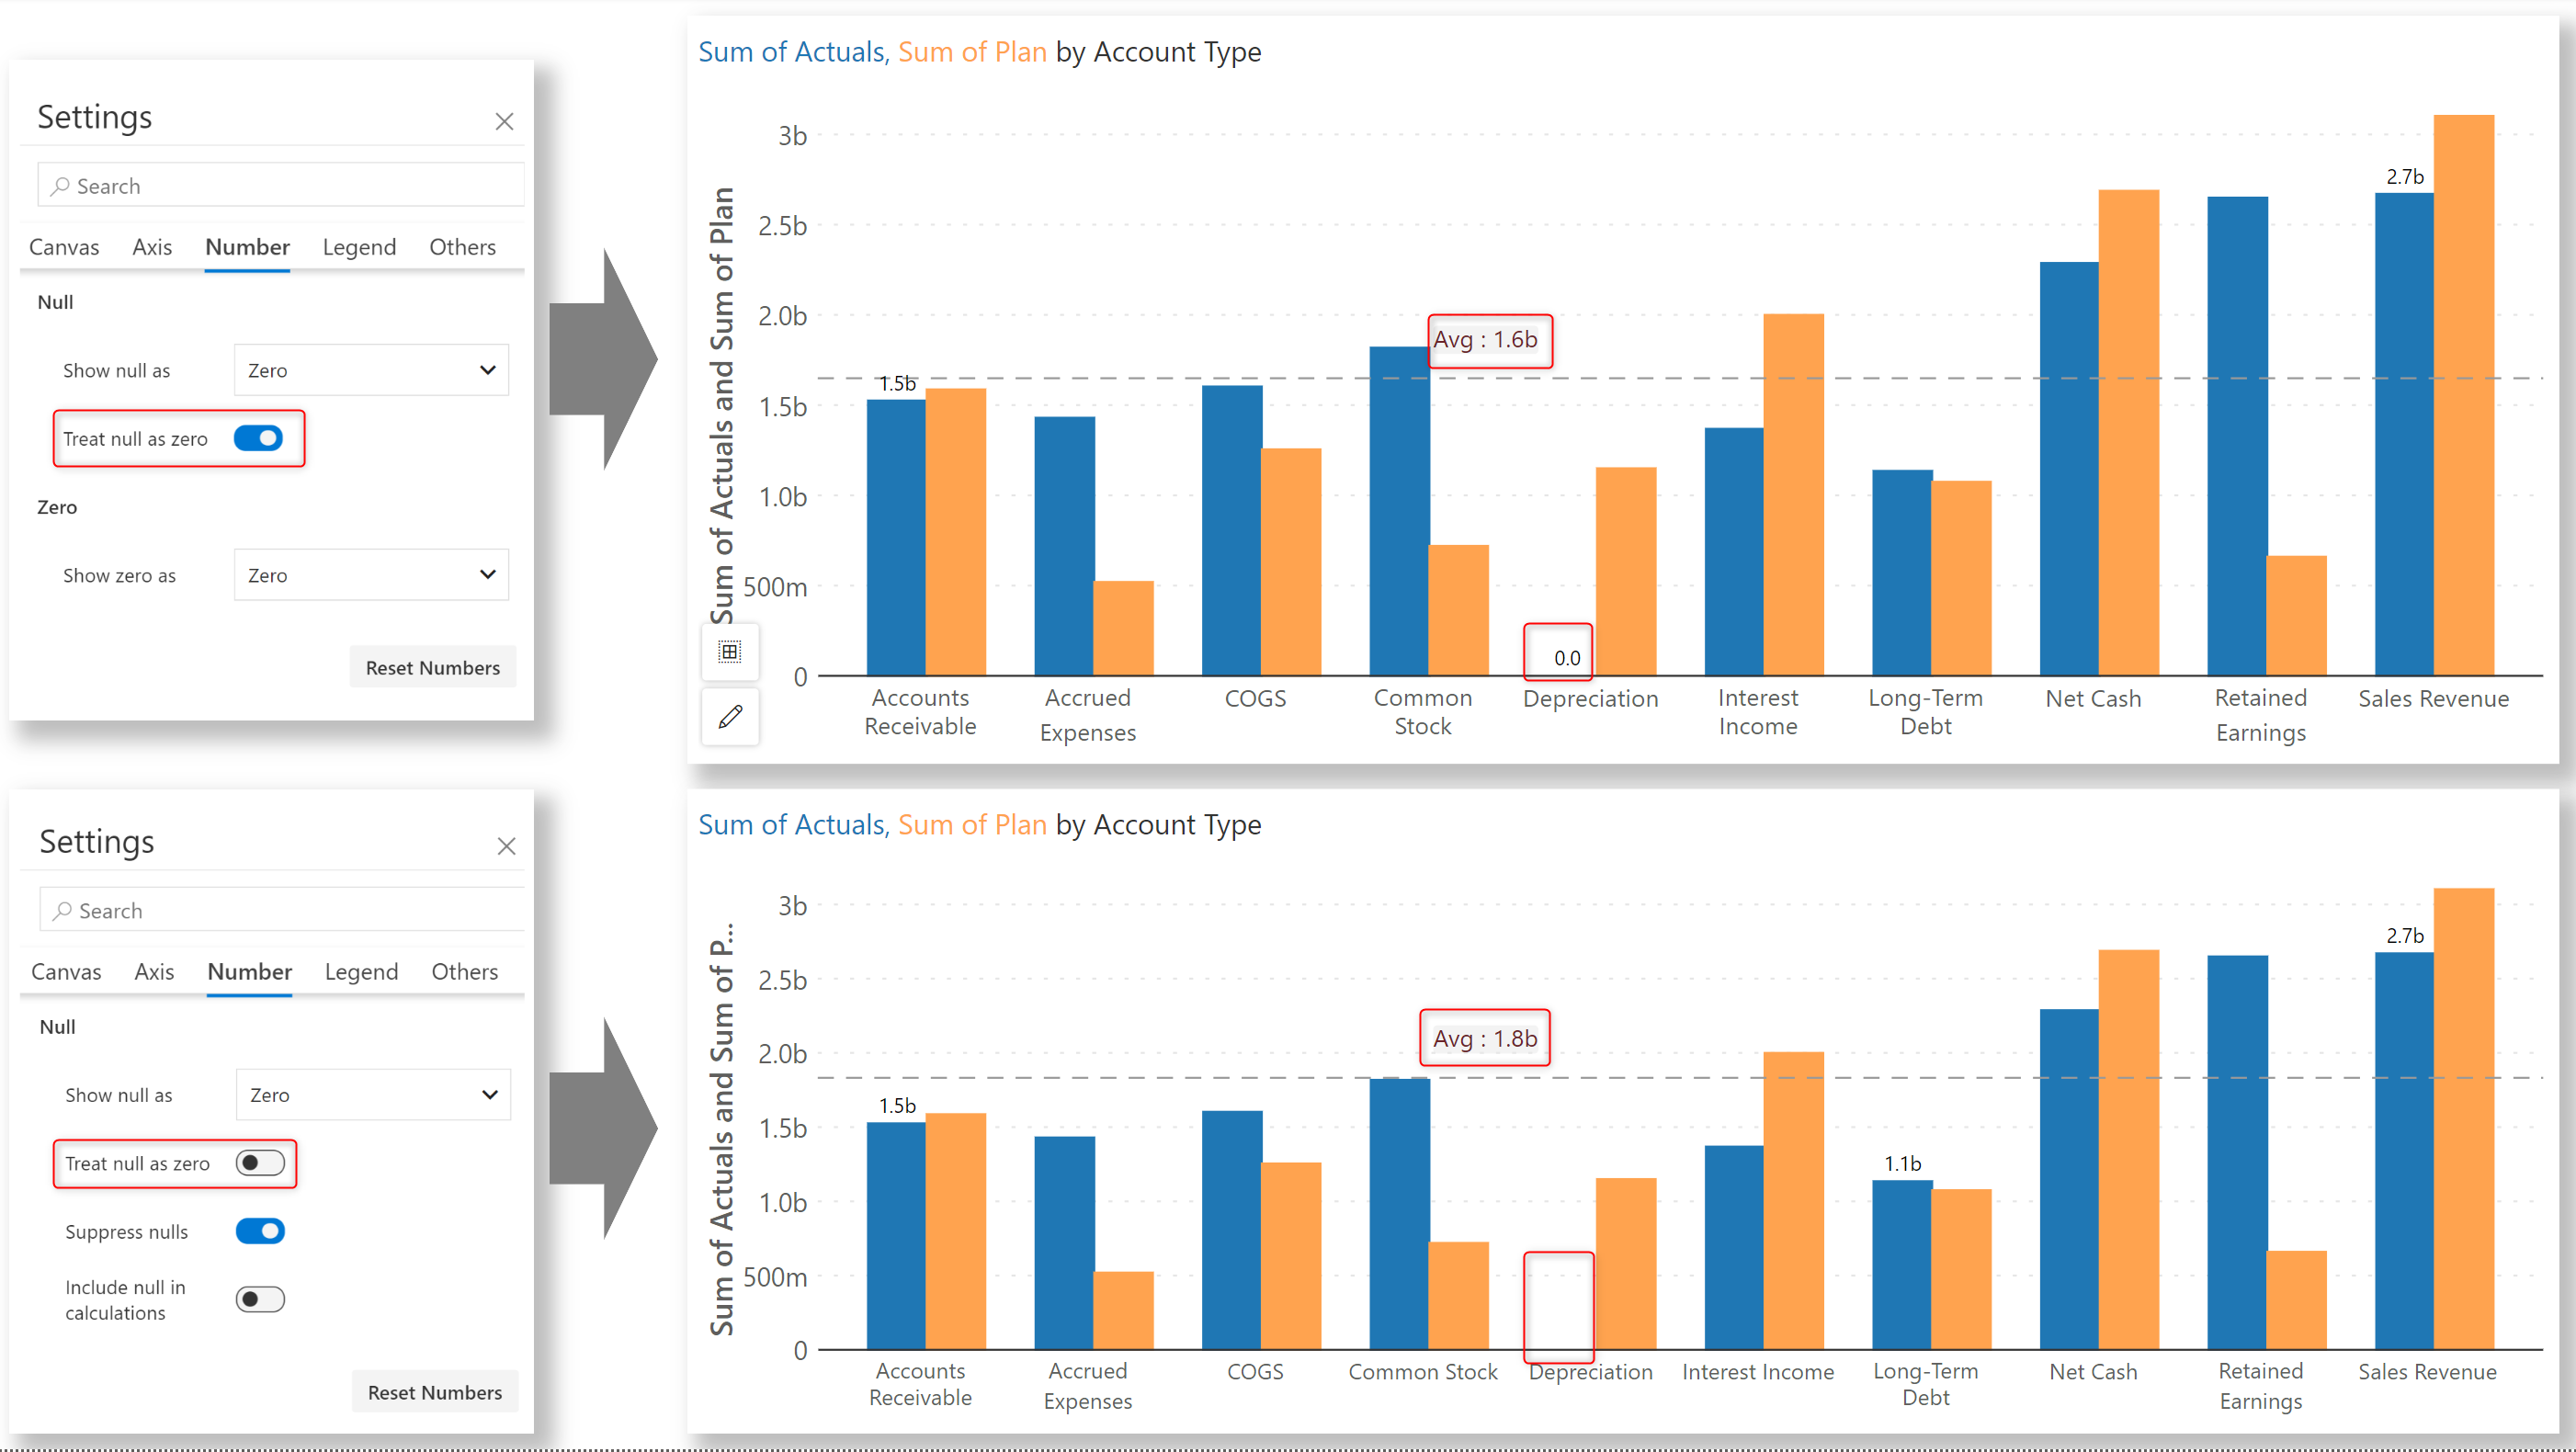 Settings
Search
Canvas Axis Number Legend Others
Null
Show null as Zero
Treat null as zero
Zero
Show zero as Zero
Reset Numbers
Sum of Actuals, Sum of Plan by Account Type
Sum of Actuals and Sum of Plan
3b
2.5b
2.0b
1.5b
1.0b
500m
0
1.5b
Avg : 1.6b
0.0
2.7b
Accounts
Receivable
Accrued
Expenses
COGS
Common
Stock
Depreciation
Interest
Income
Long-Term
Debt
Net Cash
Retained
Earnings
Sales Revenue
Settings
Search
Canvas Axis Number Legend Others
Null
Show null as Zero
Treat null as zero
Suppress nulls
Include null in
calculations
Reset Numbers
Sum of Actuals, Sum of Plan by Account Type
Sum of Actuals and Sum of P...
3b
2.5b
2.0b
1.5b
1.0b
500m
0
1.5b
Avg : 1.8b
1.1b
2.7b
Accounts
Receivable
Accrued
Expenses
COGS
Common Stock
Depreciation
Interest Income
Long-Term
Debt
Net Cash
Retained
Earnings
Sales Revenue